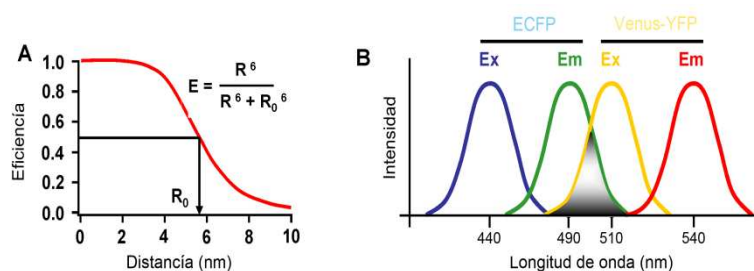 A
Eficiencia
1.0
0.8
0.6
0.4
0.2
0.0
E = R 6 / R 6 + R0 6
R0
0 2 4 6 8 10
Distancía (nm)
B
ECFP Venus-YFP
Ex Em Ex Em
Intensidad
440 490 510 540
Longitud de onda (nm)